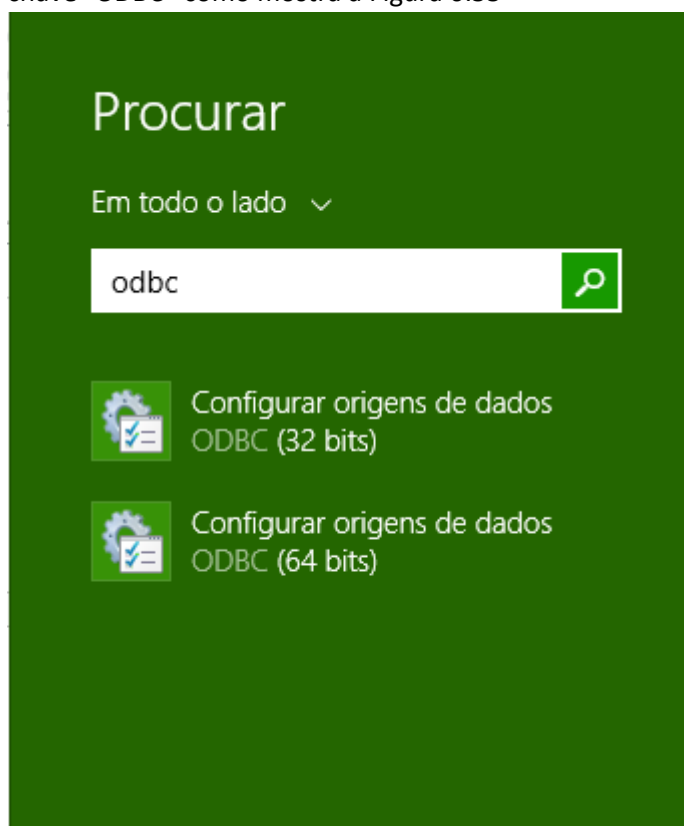 Procurar
Em todo o lado
odbc
Configurar origens de dados
ODBC (32 bits)
Configurar origens de dados
ODBC (64 bits)